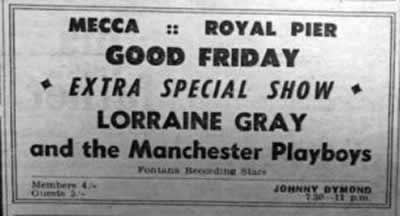 MECCA :: ROYAL PIER
GOOD FRIDAY
EXTRA SPECIAL SHOW
LORRAINE GRAY
and the Manchester Playboys
Fontana Recording Stars
Members 4/-
Guests 5/-
JOHNNY DYMOND
7.30—11 p.m.